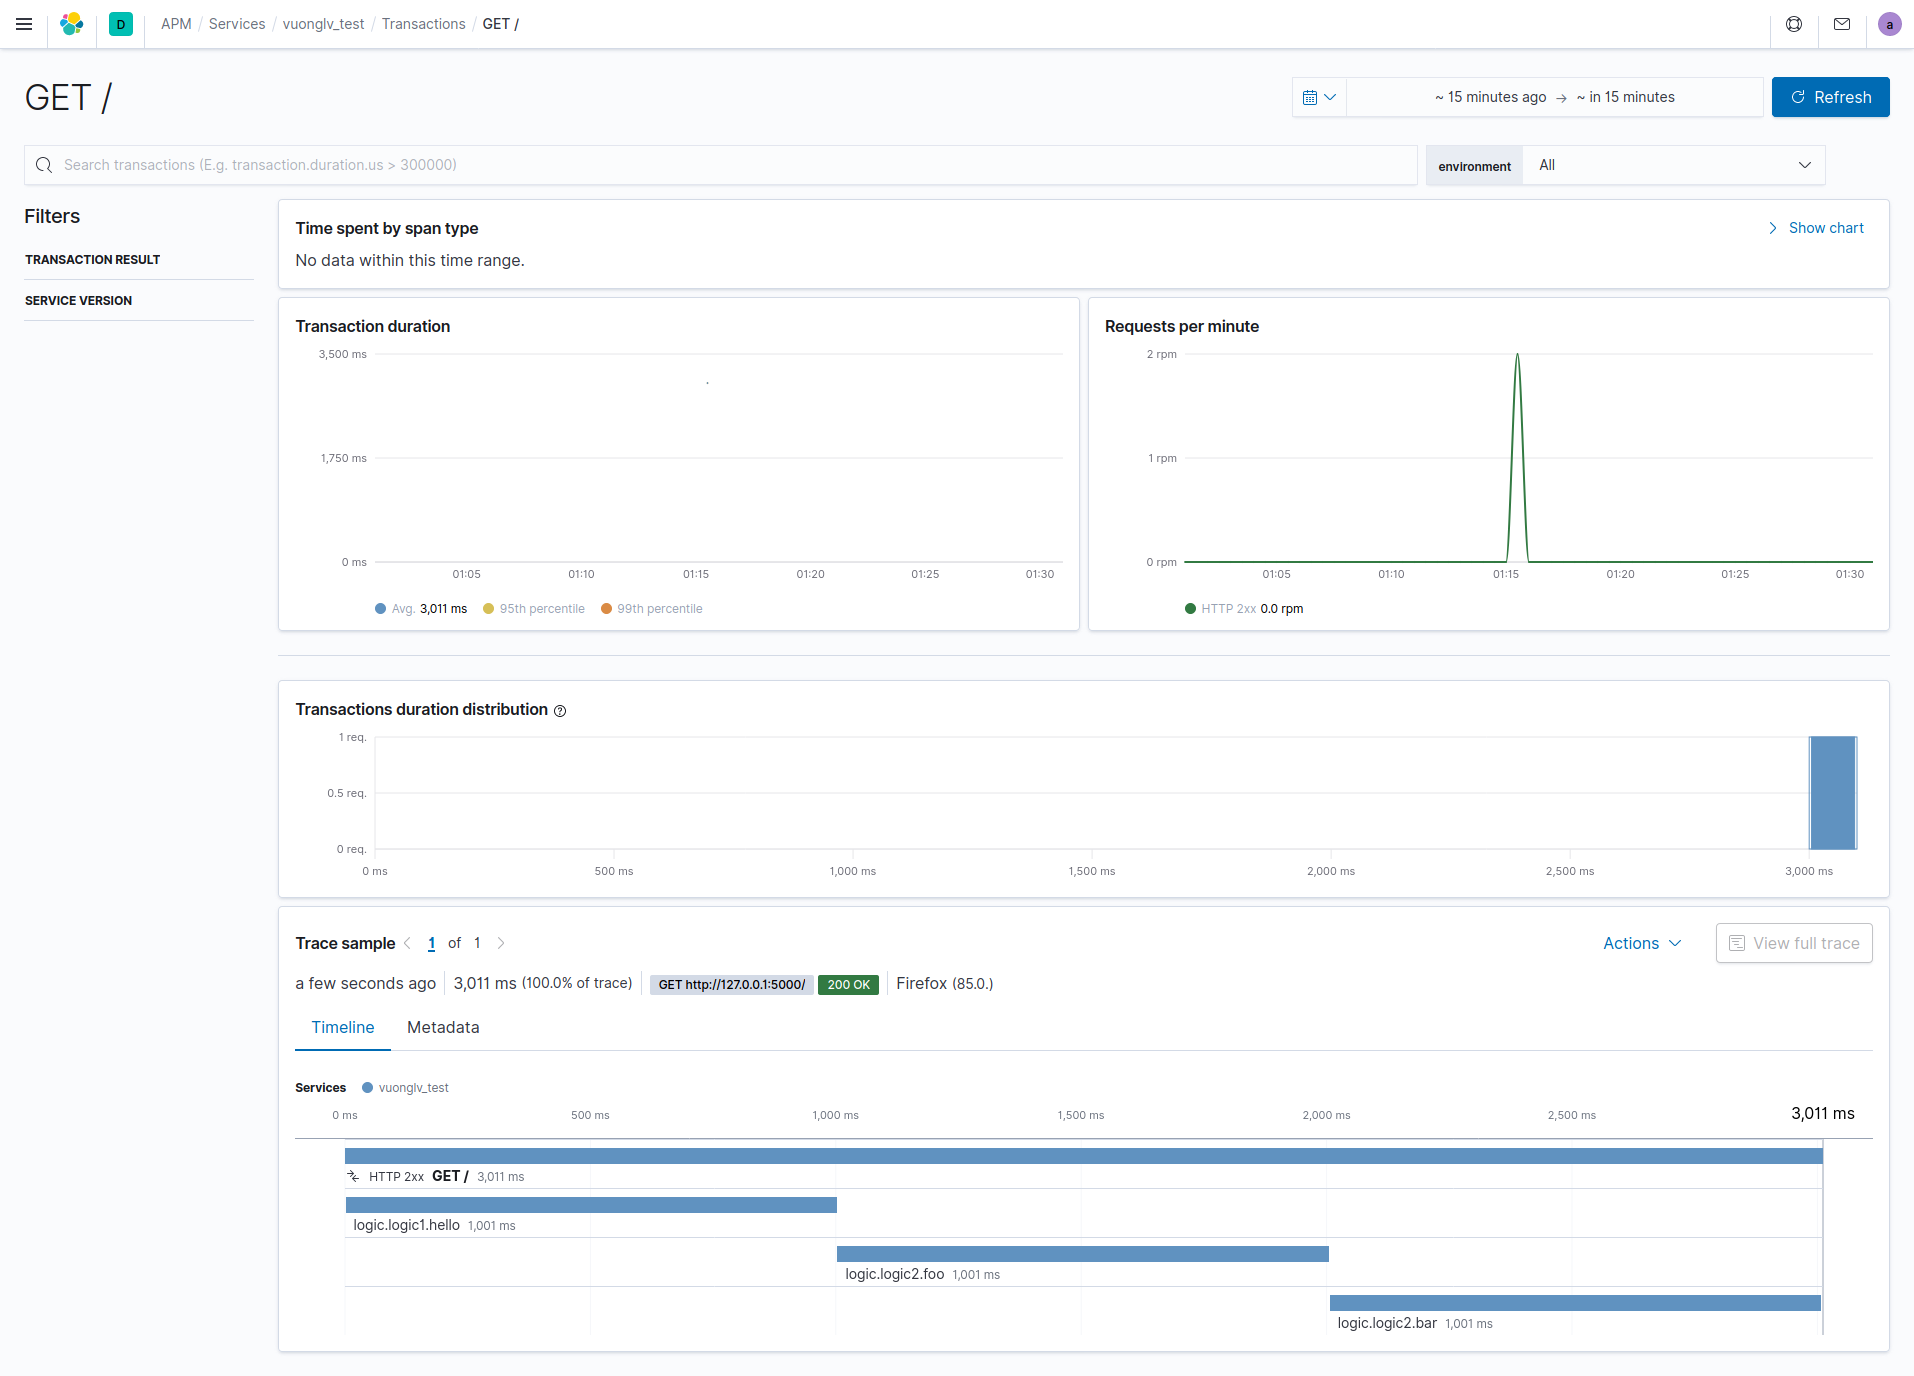 D APM / Services / vuonglv_test / Transactions / GET / a
GET /
~ 15 minutes ago → ~ in 15 minutes Refresh
Search transactions (E.g. transaction.duration.us > 300000) environment All
Filters
TRANSACTION RESULT
SERVICE VERSION
Time spent by span type Show chart
No data within this time range.
Transaction duration
3,500 ms
1,750 ms
0 ms
01:05 01:10 01:15 01:20 01:25 01:30
Avg. 3,011 ms 95th percentile 99th percentile
Requests per minute
2 rpm
1 rpm
0 rpm
01:05 01:10 01:15 01:20 01:25 01:30
HTTP 2xx 0.0 rpm
Transactions duration distribution
1 req.
0.5 req.
0 req.
0 ms 500 ms 1,000 ms 1,500 ms 2,000 ms 2,500 ms 3,000 ms
Trace sample 1 of 1 Actions View full trace
a few seconds ago 3,011 ms (100.0% of trace) GET http://127.0.0.1:5000/ 200 OK Firefox (85.0.)
Timeline Metadata
Services vuonglv_test
0 ms 500 ms 1,000 ms 1,500 ms 2,000 ms 2,500 ms 3,011 ms
HTTP 2xx GET / 3,011 ms
logic.logic1.hello 1,001 ms
logic.logic2.foo 1,001 ms
logic.logic2.bar 1,001 ms